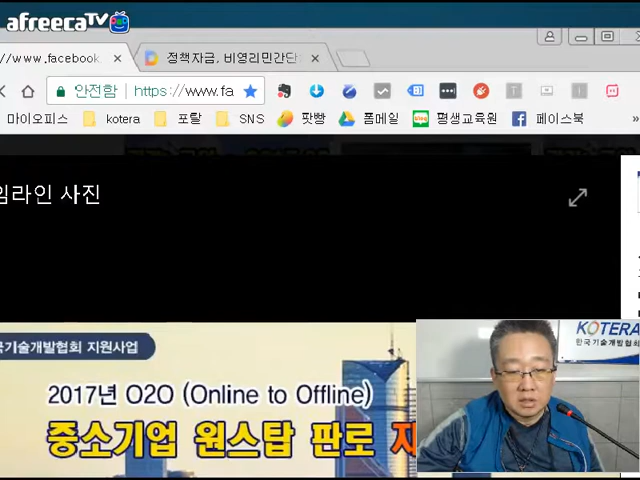 afreecaTV
//www.facebook
정책자금, 비영리민간단
안전함
https://www.fa
마이오피스
kotera
포탈
SNS
팟빵
폼메일
평생교육원
페이스북
임라인 사진
국기술개발협회 지원사업
2017년 O2O (Online to Offline)
중소기업 원스탑 판로 지
KOTERA
한국기술개발협회